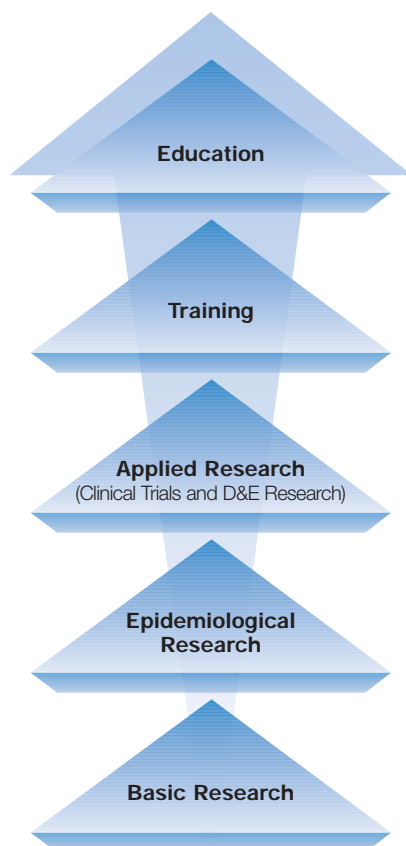 Education
Training
Applied Research
(Clinical Trials and D&E Research)
Epidemiological
Research
Basic Research